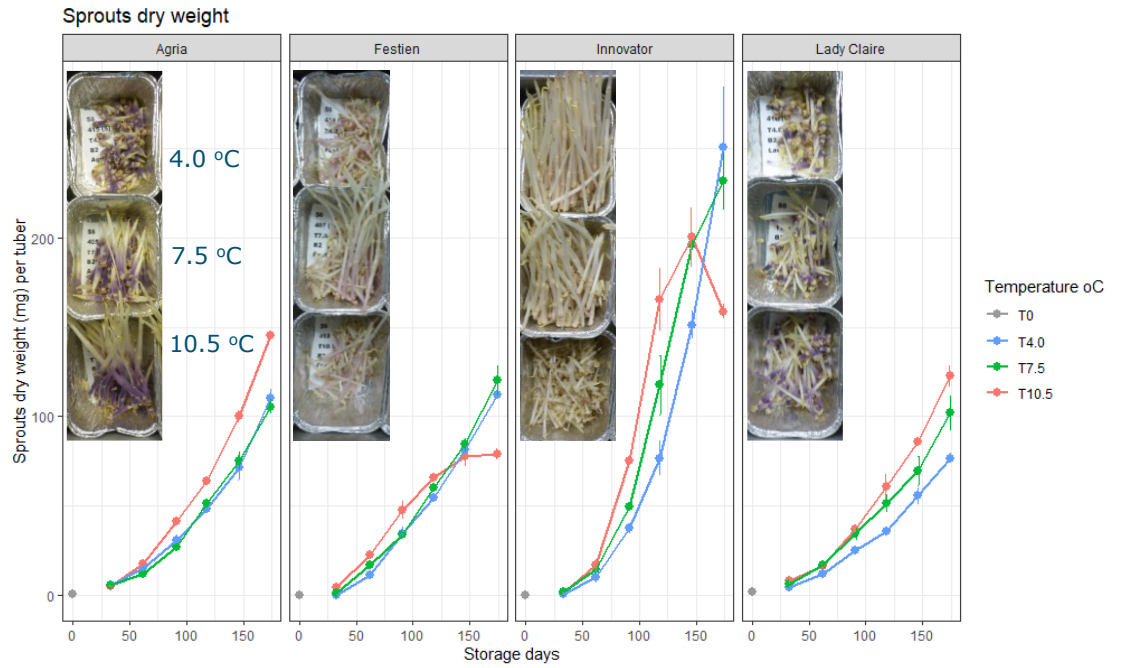 Sprouts dry weight
Agria
Festien
Innovator
Lady Claire
4.0 ºC
7.5 ºC
10.5 ºC
Sprouts dry weight (mg) per tuber
200
100
0
0 50 100 150
0 50 100 150
0 50 100 150
0 50 100 150
Storage days
Temperature oC
T0
T4.0
T7.5
T10.5